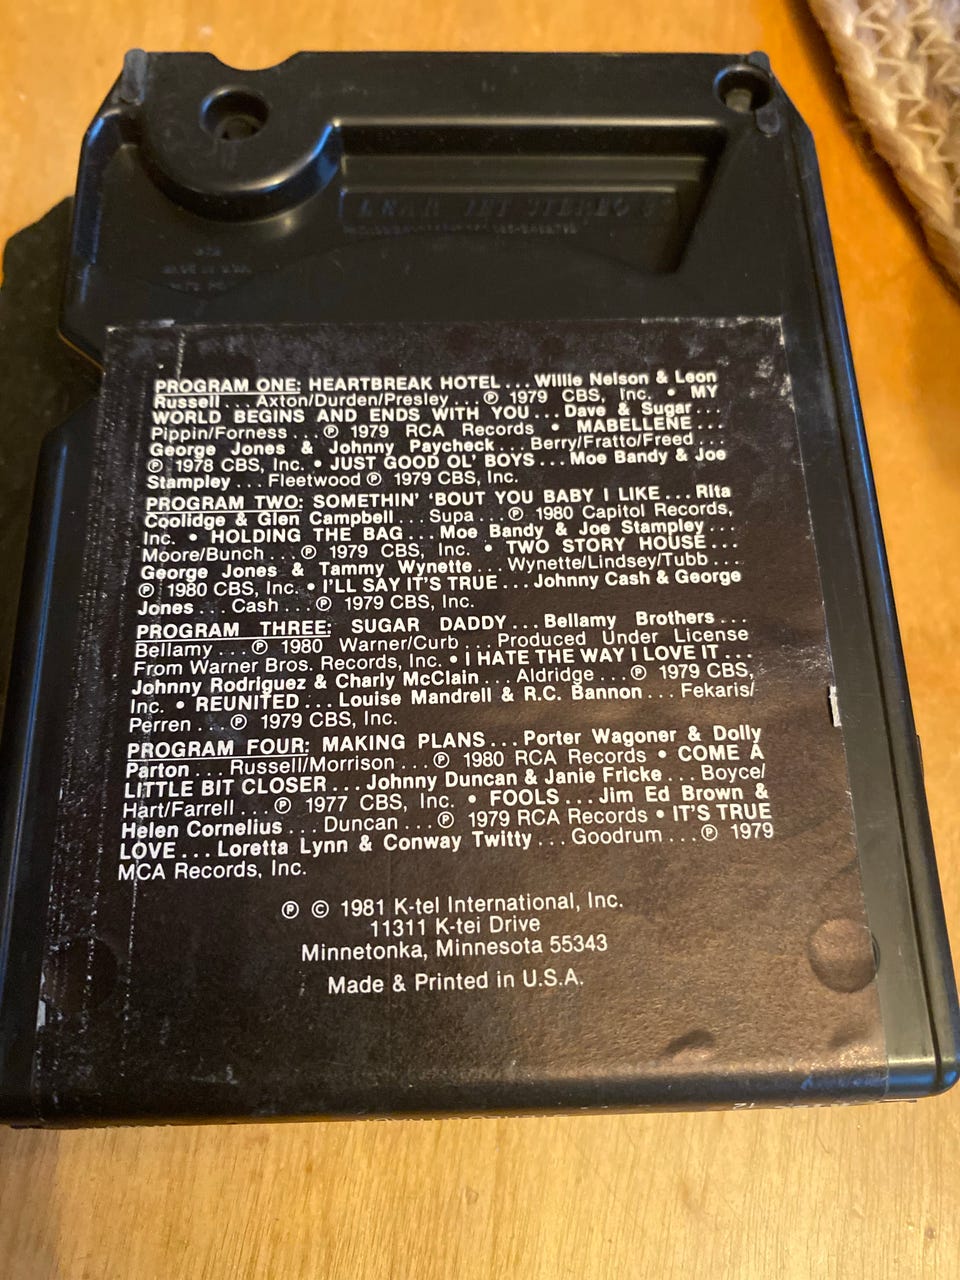 LEAR JET STEREO 8
MADE IN U.S.A.
PROGRAM ONE: HEARTBREAK HOTEL... Willie Nelson & Leon
Russell ... Axton/Durden/Presley ... ℗ 1979 CBS, Inc. • MY
WORLD BEGINS AND ENDS WITH YOU ... Dave & Sugar ...
Pippin/Forness ... ℗ 1979 RCA Records • MABELLENE ...
George Jones & Johnny Paycheck ... Berry/Fratto/Freed ...
℗ 1978 CBS, Inc. • JUST GOOD OL' BOYS ... Moe Bandy & Joe
Stampley ... Fleetwood ℗ 1979 CBS, Inc.
PROGRAM TWO: SOMETHIN' 'BOUT YOU BABY I LIKE ... Rita
Coolidge & Glen Campbell ... Supa ... ℗ 1980 Capitol Records,
Inc. • HOLDING THE BAG ... Moe Bandy & Joe Stampley ...
Moore/Bunch ... ℗ 1979 CBS, Inc. • TWO STORY HOUSE ...
George Jones & Tammy Wynette ... Wynette/Lindsey/Tubb ...
℗ 1980 CBS, Inc. • I'LL SAY IT'S TRUE ... Johnny Cash & George
Jones ... Cash ... ℗ 1979 CBS, Inc.
PROGRAM THREE: SUGAR DADDY ... Bellamy Brothers ...
Bellamy ... ℗ 1980 Warner/Curb ... Produced Under License
From Warner Bros. Records, Inc. • I HATE THE WAY I LOVE IT ...
Johnny Rodriguez & Charly McClain ... Aldridge ... ℗ 1979 CBS,
Inc. • REUNITED ... Louise Mandrell & R.C. Bannon ... Fekaris/
Perren ... ℗ 1979 CBS, Inc.
PROGRAM FOUR: MAKING PLANS ... Porter Wagoner & Dolly
Parton ... Russell/Morrison ... ℗ 1980 RCA Records • COME A
LITTLE BIT CLOSER ... Johnny Duncan & Janie Fricke ... Boyce/
Hart/Farrell ... ℗ 1977 CBS, Inc. • FOOLS ... Jim Ed Brown &
Helen Cornelius ... Duncan ... ℗ 1979 RCA Records • IT'S TRUE
LOVE ... Loretta Lynn & Conway Twitty ... Goodrum ... ℗ 1979
MCA Records, Inc.
℗ © 1981 K-tel International, Inc.
11311 K-tei Drive
Minnetonka, Minnesota 55343
Made & Printed in U.S.A.